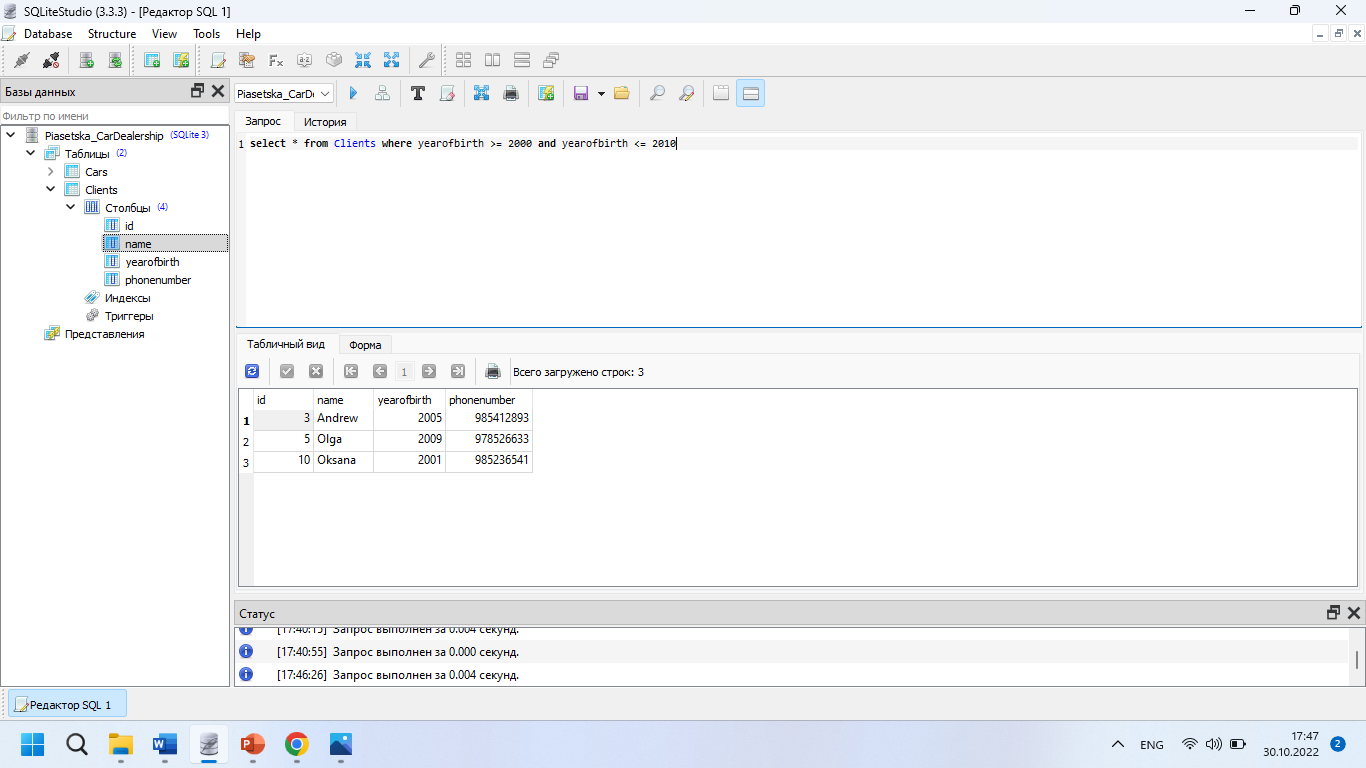 SQLiteStudio (3.3.3) - [Редактор SQL 1]
Database Structure View Tools Help
Базы данных
Piasetska_CarDe
Фильтр по имени
Запрос История
Piasetska_CarDealership (SQLite 3)
Таблицы (2)
Cars
Clients
Столбцы (4)
id
name
yearofbirth
phonenumber
Индексы
Триггеры
Представления
1 select * from Clients where yearofbirth >= 2000 and yearofbirth <= 2010
Табличный вид Форма
1 Всего загружено строк: 3
id name yearofbirth phonenumber
1 3 Andrew 2005 985412893
2 5 Olga 2009 978526633
3 10 Oksana 2001 985236541
Статус
[17:40:15] Запрос выполнен за 0.004 секунд.
[17:40:55] Запрос выполнен за 0.000 секунд.
[17:46:26] Запрос выполнен за 0.004 секунд.
Редактор SQL 1
ENG
17:47
30.10.2022
2